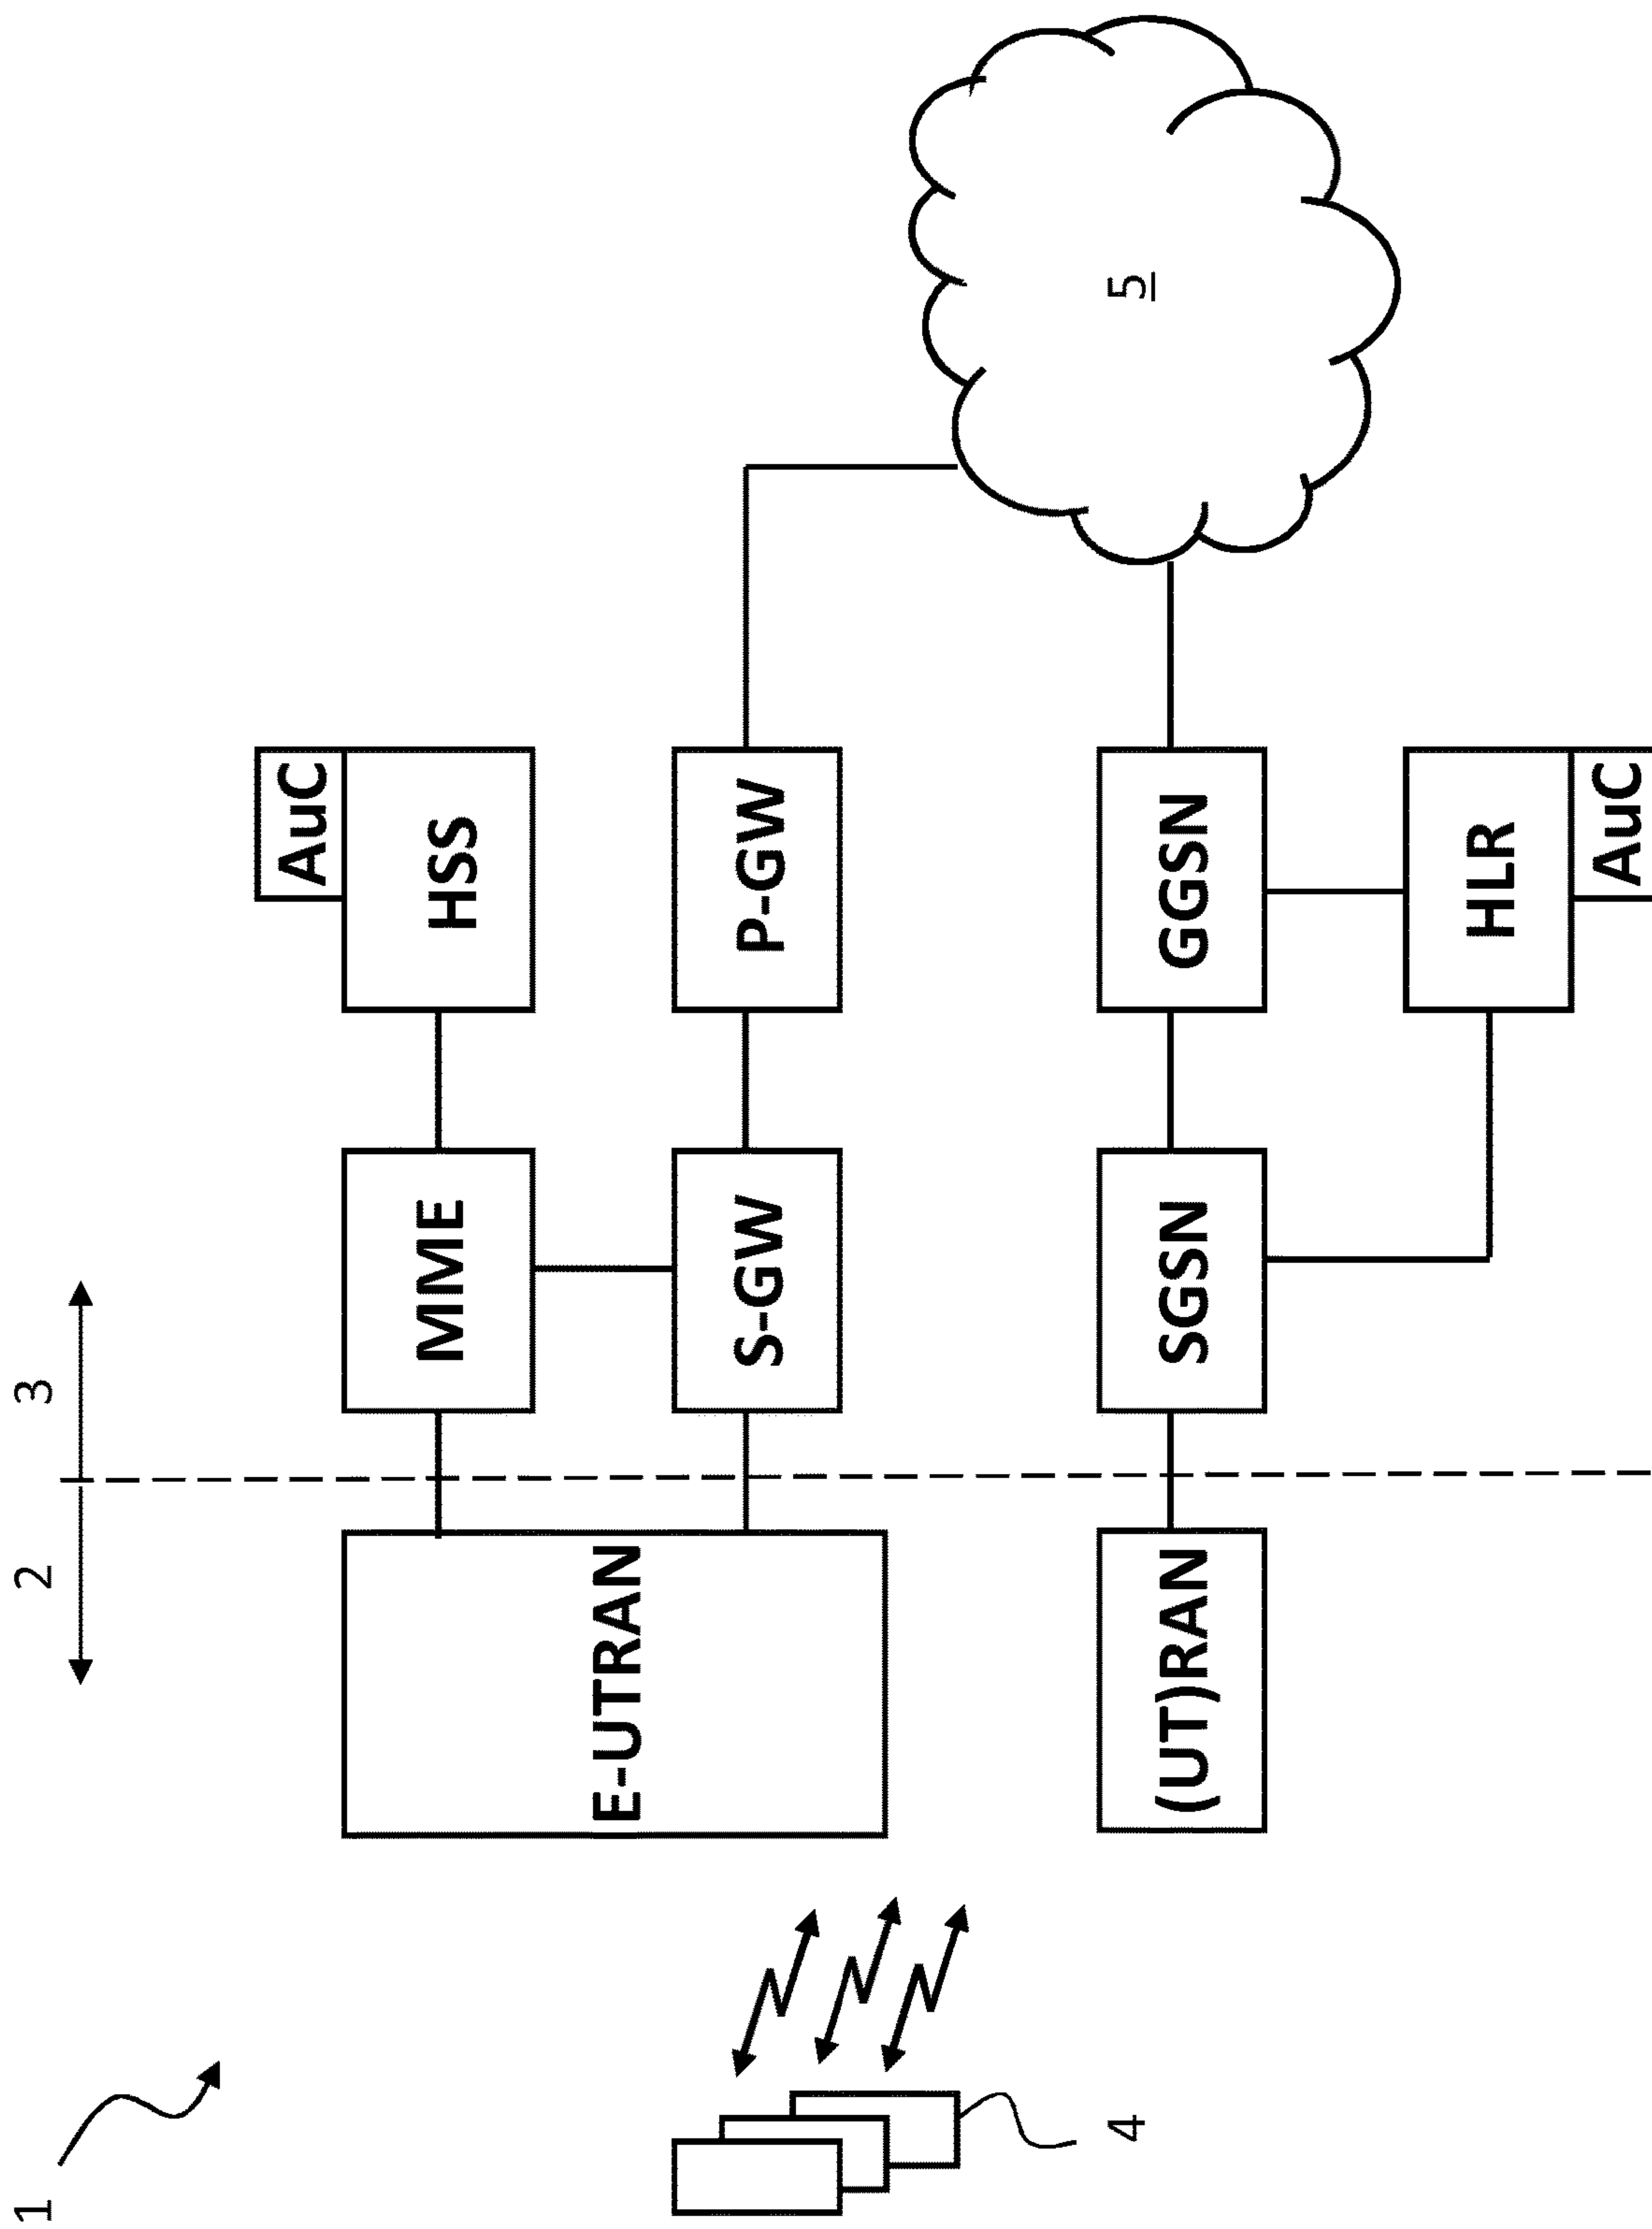 1
2
3
AuC
MME
HSS
E-UTRAN
S-GW
P-GW
5
4
(UT)RAN
SGSN
GGSN
HLR
AuC